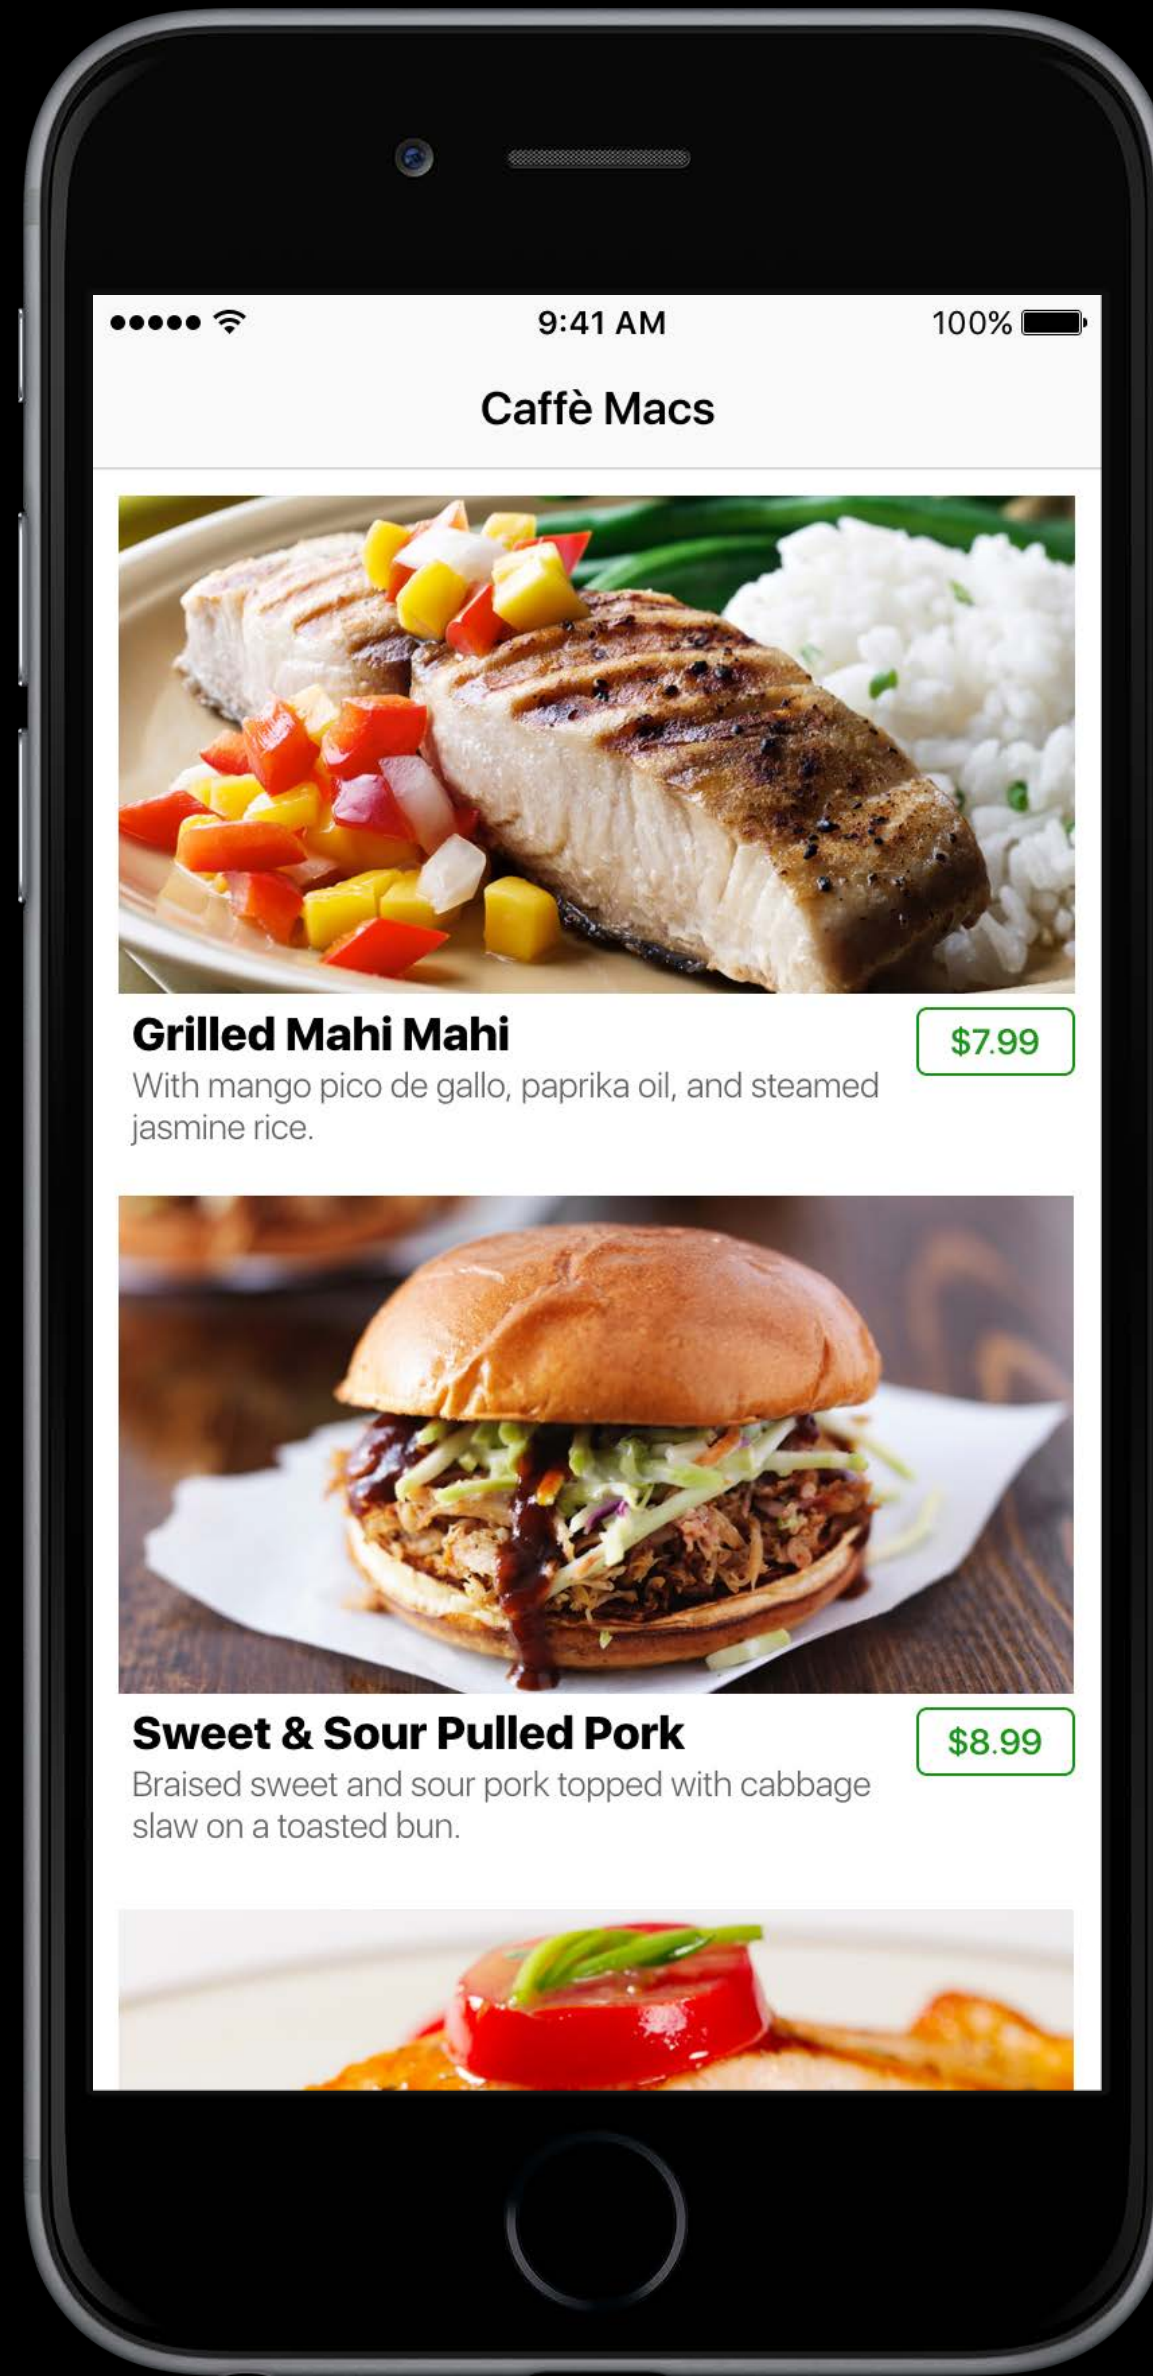 9:41 AM
100%
Caffè Macs
Grilled Mahi Mahi
$7.99
With mango pico de gallo, paprika oil, and steamed
jasmine rice.
Sweet & Sour Pulled Pork
$8.99
Braised sweet and sour pork topped with cabbage
slaw on a toasted bun.